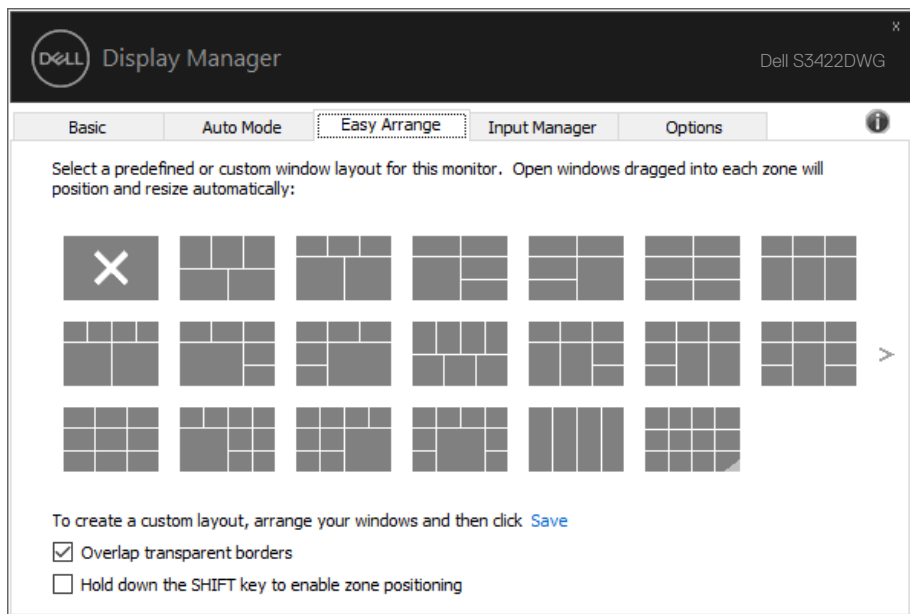 x
DELL Display Manager
Dell S3422DWG
Basic Auto Mode Easy Arrange Input Manager Options
Select a predefined or custom window layout for this monitor. Open windows dragged into each zone will
position and resize automatically:
>
To create a custom layout, arrange your windows and then click Save
Overlap transparent borders
Hold down the SHIFT key to enable zone positioning